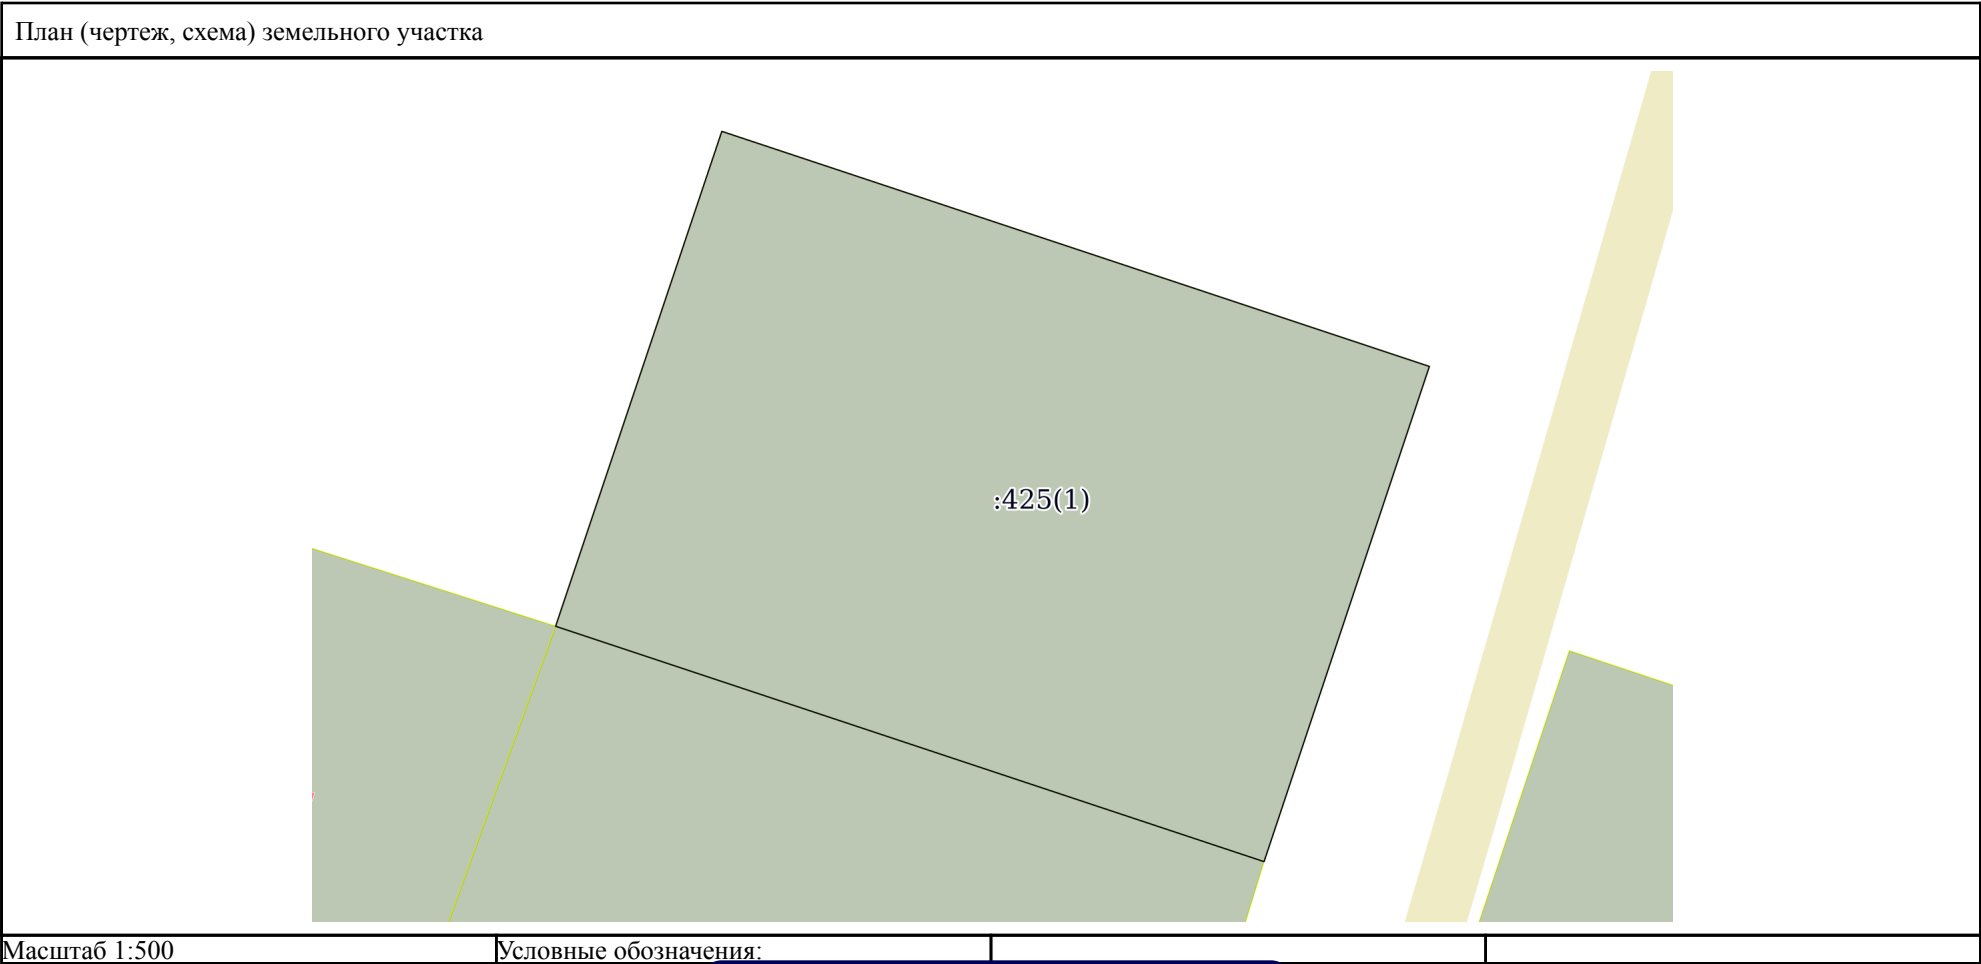 План (чертеж, схема) земельного участка
:425(1)
Масштаб 1:500
Условные обозначения: